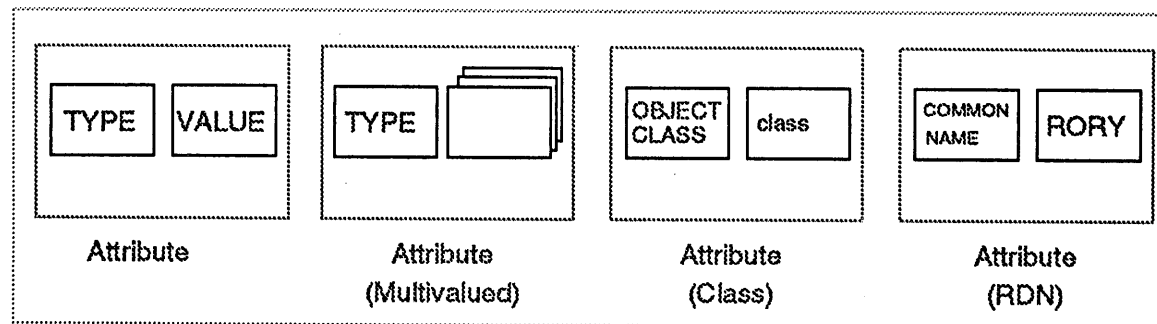 TYPE VALUE
Attribute
TYPE
Attribute
(Multivalued)
OBJECT
CLASS
class
Attribute
(Class)
COMMON
NAME
RORY
Attribute
(RDN)